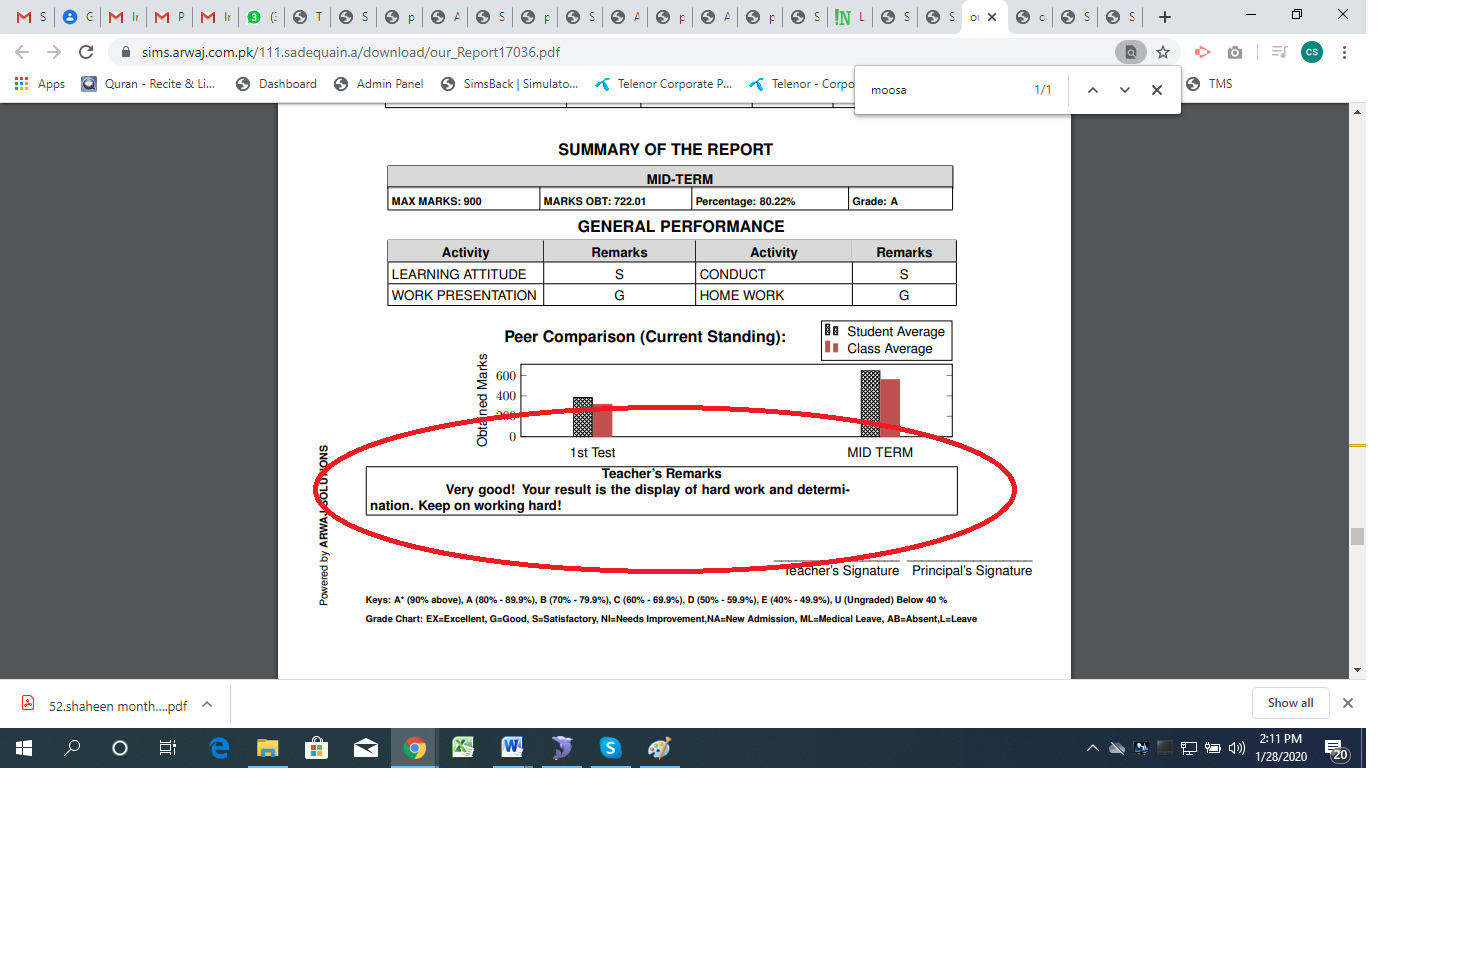 S G Ir P Ir T S p A S p S A p A p S L S S ou c S S
sims.arwaj.com.pk/111.sadequain.a/download/our_Report17036.pdf
CS
Apps Quran - Recite & Li... Dashboard Admin Panel SimsBack | Simulato... Telenor Corporate P... Telenor - Corpo TMS
moosa 1/1
SUMMARY OF THE REPORT
MID-TERM
MAX MARKS: 900 MARKS OBT: 722.01 Percentage: 80.22% Grade: A
GENERAL PERFORMANCE
Activity Remarks Activity Remarks
LEARNING ATTITUDE S CONDUCT S
WORK PRESENTATION G HOME WORK G
Peer Comparison (Current Standing):
Student Average
Class Average
Obtained Marks
600
400
200
0
1st Test MID TERM
Teacher's Remarks
Very good! Your result is the display of hard work and determi-
nation. Keep on working hard!
Powered by ARWAJ SOLUTIONS
Teacher's Signature Principal's Signature
Keys: A* (90% above), A (80% - 89.9%), B (70% - 79.9%), C (60% - 69.9%), D (50% - 59.9%), E (40% - 49.9%), U (Ungraded) Below 40 %
Grade Chart: EX=Excellent, G=Good, S=Satisfactory, NI=Needs Improvement,NA=New Admission, ML=Medical Leave, AB=Absent,L=Leave
52.shaheen month....pdf Show all
2:11 PM
1/28/2020
20